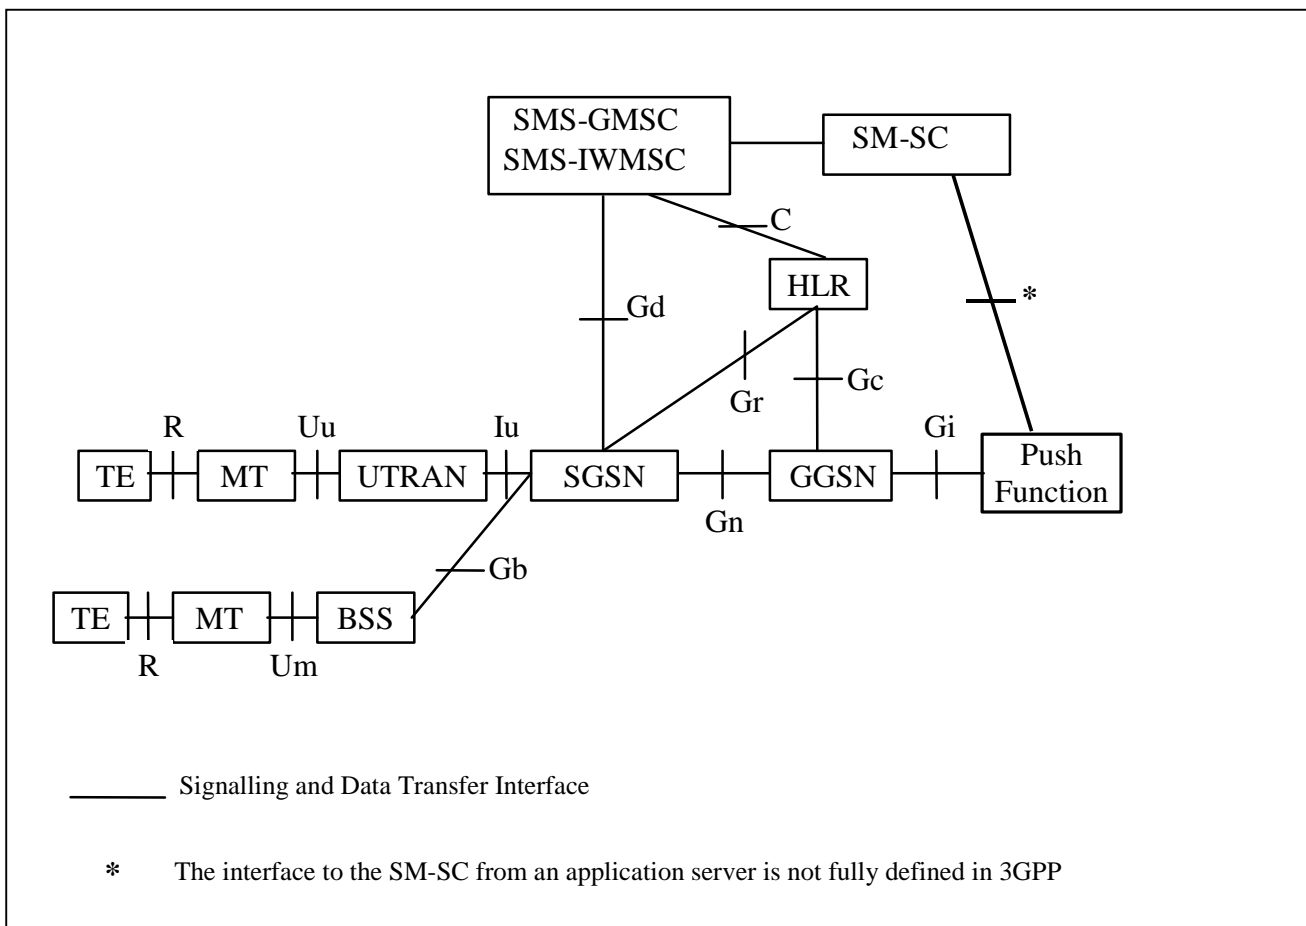 SMS-GMSC
SMS-IWMSC
SM-SC
C
HLR
*
Gd
Gr
Gc
R
Uu
Iu
Gi
TE
MT
UTRAN
SGSN
GGSN
Push
Function
Gn
Gb
TE
MT
BSS
R
Um
Signalling and Data Transfer Interface
* The interface to the SM-SC from an application server is not fully defined in 3GPP